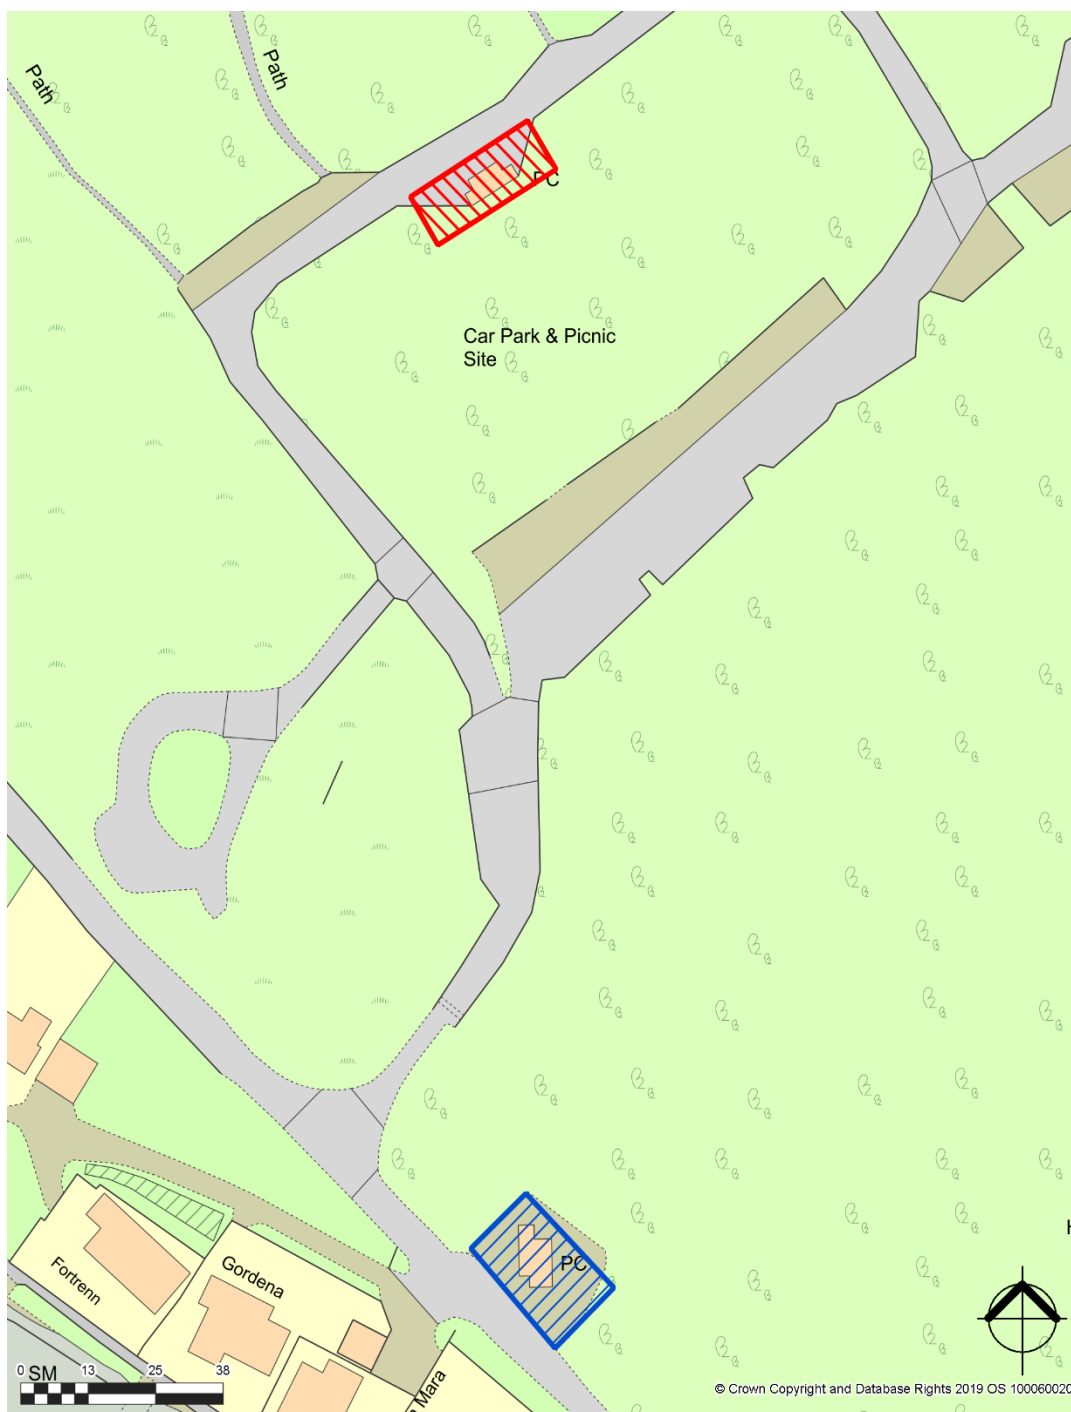 Path
Path
PC
Car Park & Picnic
Site
PC
Gordena
Fortrenn
Mara
0 SM 13 25 38
© Crown Copyright and Database Rights 2019 OS 100060020